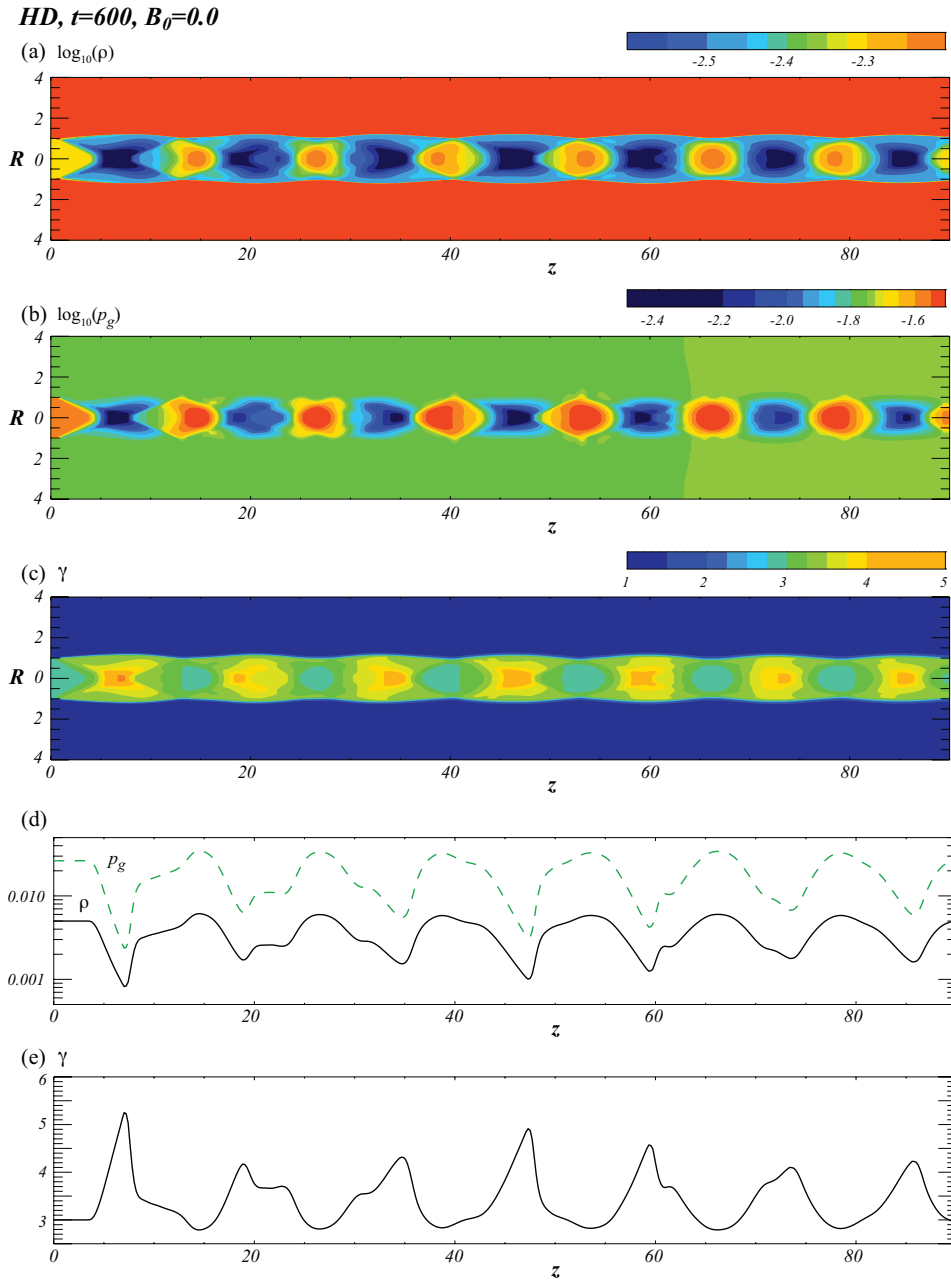 HD, t=600, B₀=0.0
(a) log₁₀(ρ)
-2.5 -2.4 -2.3
4
2
R 0
2
4
0 20 40 60 80
z
(b) log₁₀(p_g)
-2.4 -2.2 -2.0 -1.8 -1.6
4
2
R 0
2
4
0 20 40 60 80
z
(c) γ
1 2 3 4 5
4
2
R 0
2
4
0 20 40 60 80
z
(d)
p_g
0.010
ρ
0.001
0 20 40 60 80
z
(e) γ
6
5
4
3
2
0 20 40 60 80
z